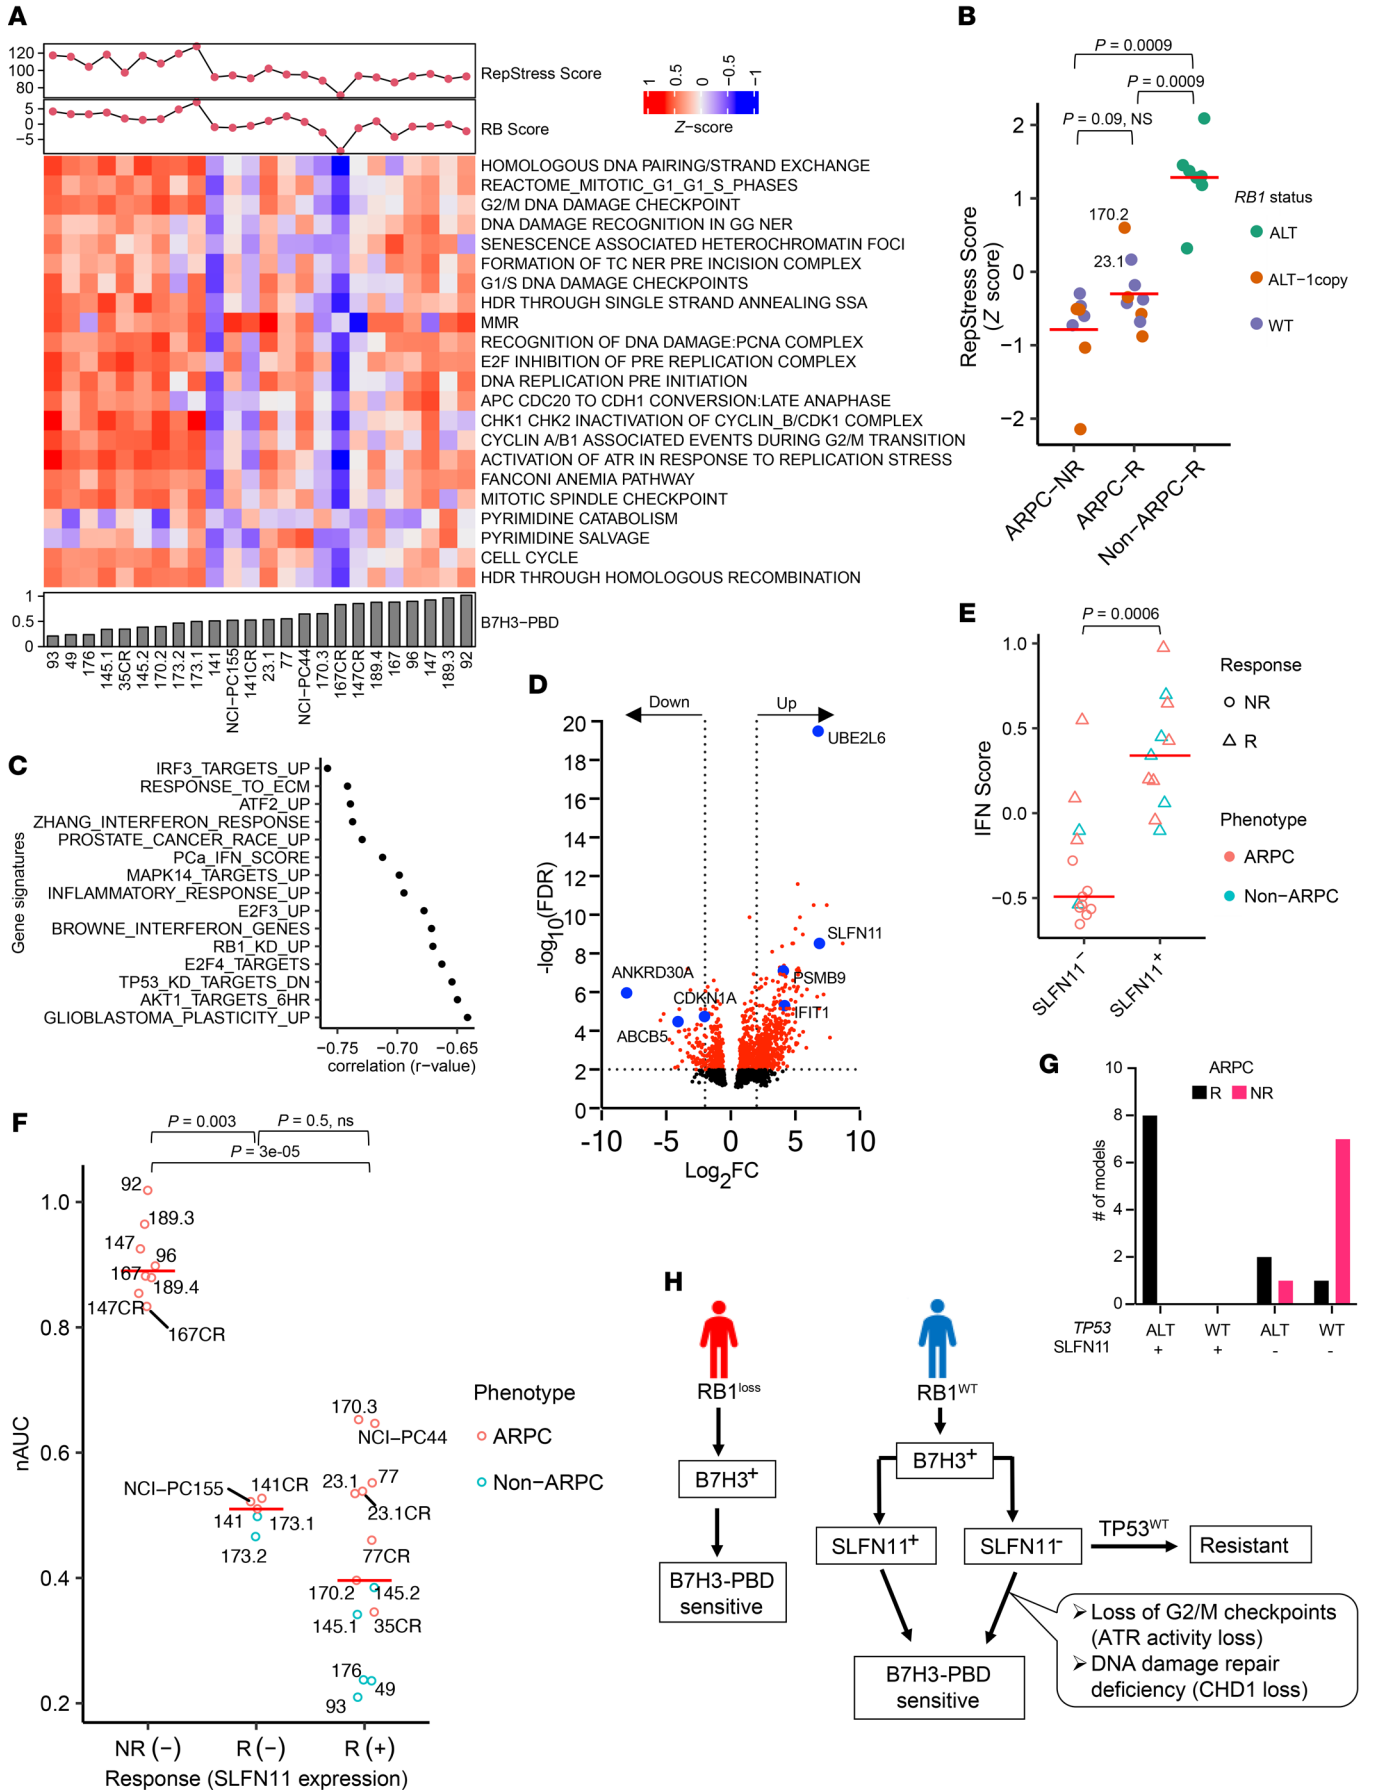 A
120
100
80
RepStress Score
5
0
−5
RB Score
1
0.5
0
−0.5
−1
Z−score
HOMOLOGOUS DNA PAIRING/STRAND EXCHANGE
REACTOME_MITOTIC_G1_G1_S_PHASES
G2/M DNA DAMAGE CHECKPOINT
DNA DAMAGE RECOGNITION IN GG NER
SENESCENCE ASSOCIATED HETEROCHROMATIN FOCI
FORMATION OF TC NER PRE INCISION COMPLEX
G1/S DNA DAMAGE CHECKPOINTS
HDR THROUGH SINGLE STRAND ANNEALING SSA
MMR
RECOGNITION OF DNA DAMAGE:PCNA COMPLEX
E2F INHIBITION OF PRE REPLICATION COMPLEX
DNA REPLICATION PRE INITIATION
APC CDC20 TO CDH1 CONVERSION:LATE ANAPHASE
CHK1 CHK2 INACTIVATION OF CYCLIN_B/CDK1 COMPLEX
CYCLIN A/B1 ASSOCIATED EVENTS DURING G2/M TRANSITION
ACTIVATION OF ATR IN RESPONSE TO REPLICATION STRESS
FANCONI ANEMIA PATHWAY
MITOTIC SPINDLE CHECKPOINT
PYRIMIDINE CATABOLISM
PYRIMIDINE SALVAGE
CELL CYCLE
HDR THROUGH HOMOLOGOUS RECOMBINATION
1
0.5
0
B7H3−PBD
93
49
176
145.1
35CR
145.2
170.2
173.2
173.1
141
NCI−PC155
141CR
23.1
77
NCI−PC44
170.3
167CR
147CR
189.4
167
96
147
189.3
92
B
P = 0.0009
P = 0.0009
P = 0.09, NS
2
1
0
−1
−2
RepStress Score
(Z score)
170.2
23.1
ARPC−NR
ARPC−R
Non−ARPC−R
RB1 status
ALT
ALT−1copy
WT
C
Gene signatures
IRF3_TARGETS_UP
RESPONSE_TO_ECM
ATF2_UP
ZHANG_INTERFERON_RESPONSE
PROSTATE_CANCER_RACE_UP
PCa_IFN_SCORE
MAPK14_TARGETS_UP
INFLAMMATORY_RESPONSE_UP
E2F3_UP
BROWNE_INTERFERON_GENES
RB1_KD_UP
E2F4_TARGETS
TP53_KD_TARGETS_DN
AKT1_TARGETS_6HR
GLIOBLASTOMA_PLASTICITY_UP
−0.75
−0.70
−0.65
correlation (r−value)
D
Down
Up
20
18
16
14
12
10
8
6
4
2
0
-log10(FDR)
UBE2L6
SLFN11
PSMB9
IFIT1
ANKRD30A
CDKN1A
ABCB5
-10
-5
0
5
10
Log2FC
E
P = 0.0006
1.0
0.5
0.0
−0.5
IFN Score
SLFN11−
SLFN11+
Response
NR
R
Phenotype
ARPC
Non−ARPC
F
P = 0.003
P = 0.5, ns
P = 3e-05
1.0
0.8
0.6
0.4
0.2
nAUC
92
189.3
147
96
167
189.4
147CR
167CR
NCI−PC155
141CR
141
173.1
173.2
170.3
NCI−PC44
23.1
77
23.1CR
77CR
170.2
145.2
145.1
35CR
176
49
93
NR (−)
R (−)
R (+)
Response (SLFN11 expression)
Phenotype
ARPC
Non−ARPC
G
ARPC
R
NR
10
8
6
4
2
0
# of models
TP53 ALT WT ALT WT
SLFN11 + + - -
H
RB1loss
B7H3+
B7H3-PBD
sensitive
RB1WT
B7H3+
SLFN11+
SLFN11-
TP53WT
Resistant
B7H3-PBD
sensitive
➢ Loss of G2/M checkpoints
(ATR activity loss)
➢ DNA damage repair
deficiency (CHD1 loss)